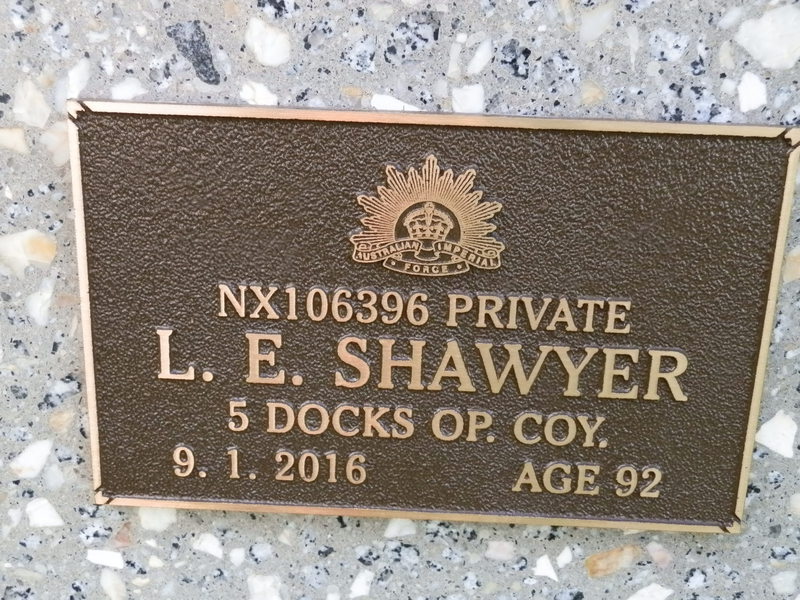 AUSTRALIAN IMPERIAL
FORCE
NX106396 PRIVATE
L. E. SHAWYER
5 DOCKS OP. COY.
9. 1. 2016 AGE 92